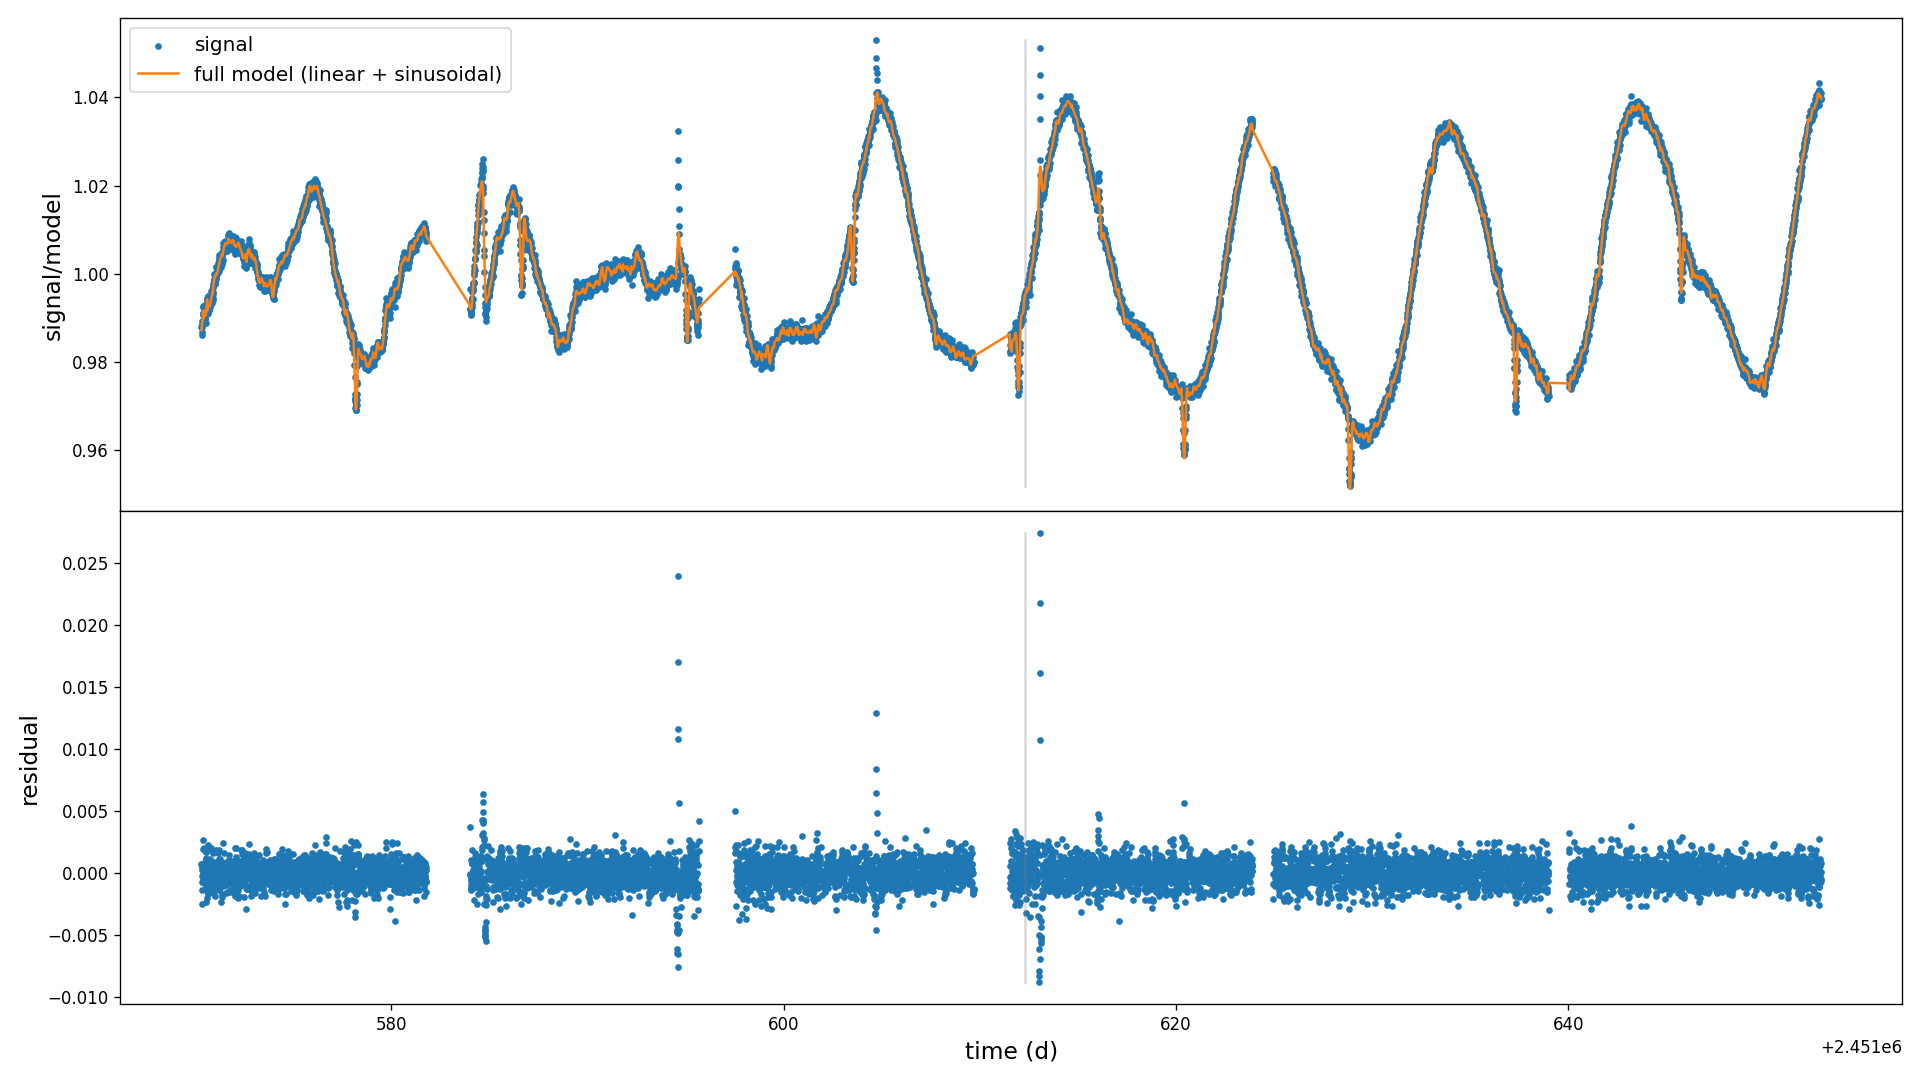 signal
full model (linear + sinusoidal)
signal/model
1.04
1.02
1.00
0.98
0.96
residual
0.025
0.020
0.015
0.010
0.005
0.000
−0.005
−0.010
580
600
620
640
time (d)
+2.451e6